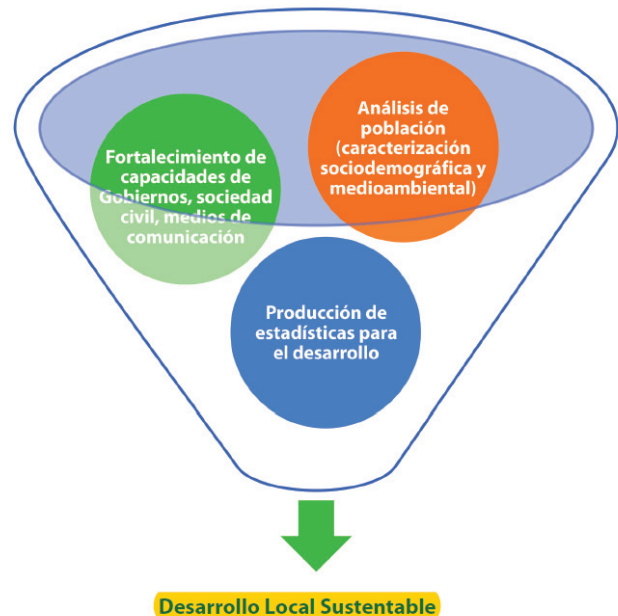 Fortalecimiento de
capacidades de
Gobiernos, sociedad
civil, medios de
comunicación
Análisis de
población
(caracterización
sociodemográfica y
medioambiental)
Producción de
estadísticas para
el desarrollo
Desarrollo Local Sustentable